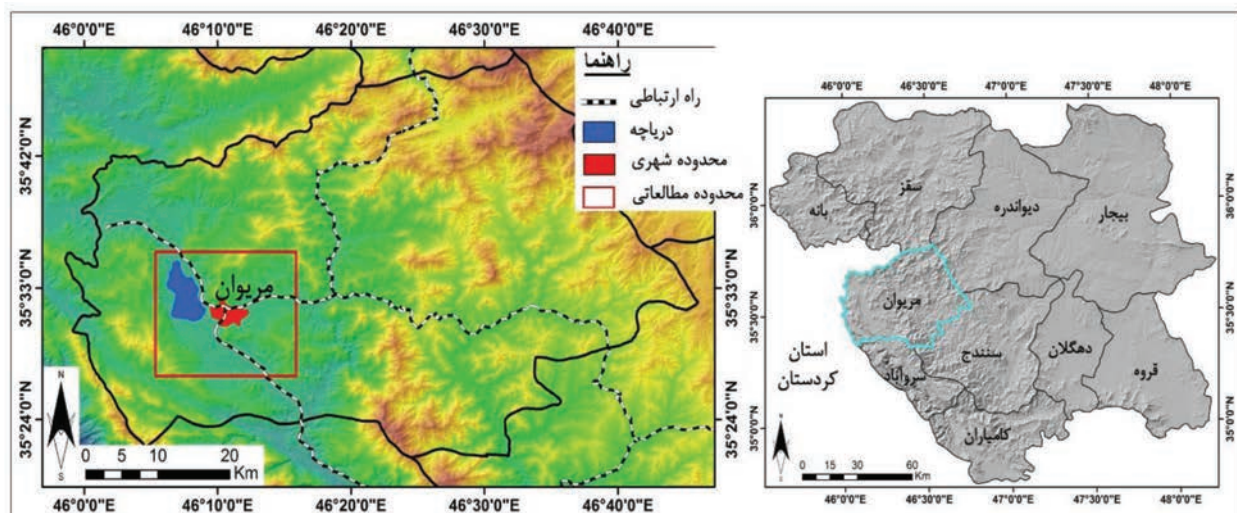 46°0'0"E 46°10'0"E 46°20'0"E 46°30'0"E 46°40'0"E
35°42'0"N
35°33'0"N
35°24'0"N
راهنما
راه ارتباطی
دریاچه
محدوده شهری
محدوده مطالعاتی
مریوان
35°42'0"N
35°33'0"N
35°24'0"N
N
S
0 5 10 20
Km
46°0'0"E 46°10'0"E 46°20'0"E 46°30'0"E 46°40'0"E
46°0'0"E 46°30'0"E 47°0'0"E 47°30'0"E 48°0'0"E
36°0'0"N
35°30'0"N
35°0'0"N
سقز
بانه
دیواندره
بیجار
مریوان
سنندج
دهگلان
قروه
سروآباد
کامیاران
استان
کردستان
36°0'0"N
35°30'0"N
35°0'0"N
N
0 15 30 60
Km
46°0'0"E 46°30'0"E 47°0'0"E 47°30'0"E 48°0'0"E